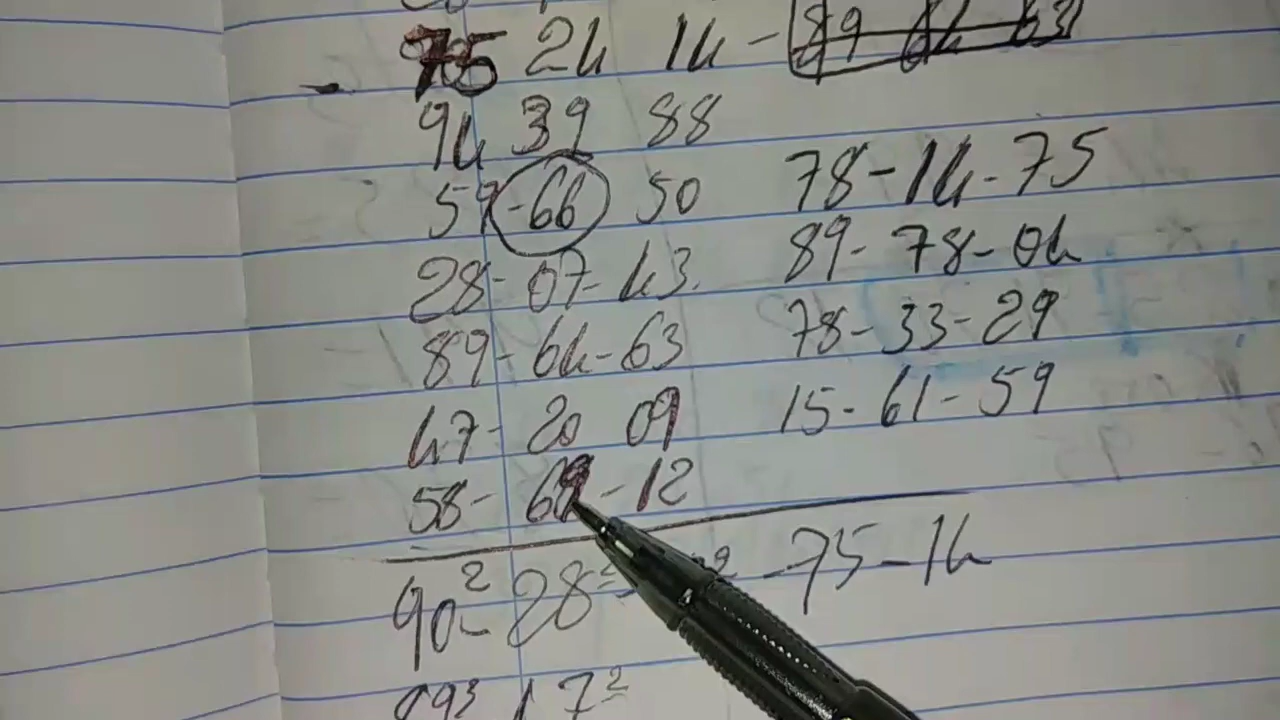 75 24 14 - 89 64 63
94 39 88
59 - 66 50
28 - 07 - 43
89 - 64 - 63
47 - 20 09
58 - 69 - 12
78 - 14 - 75
89 - 78 - 04
78 - 33 - 29
15 - 61 - 59
90² - 28² - 75 - 14